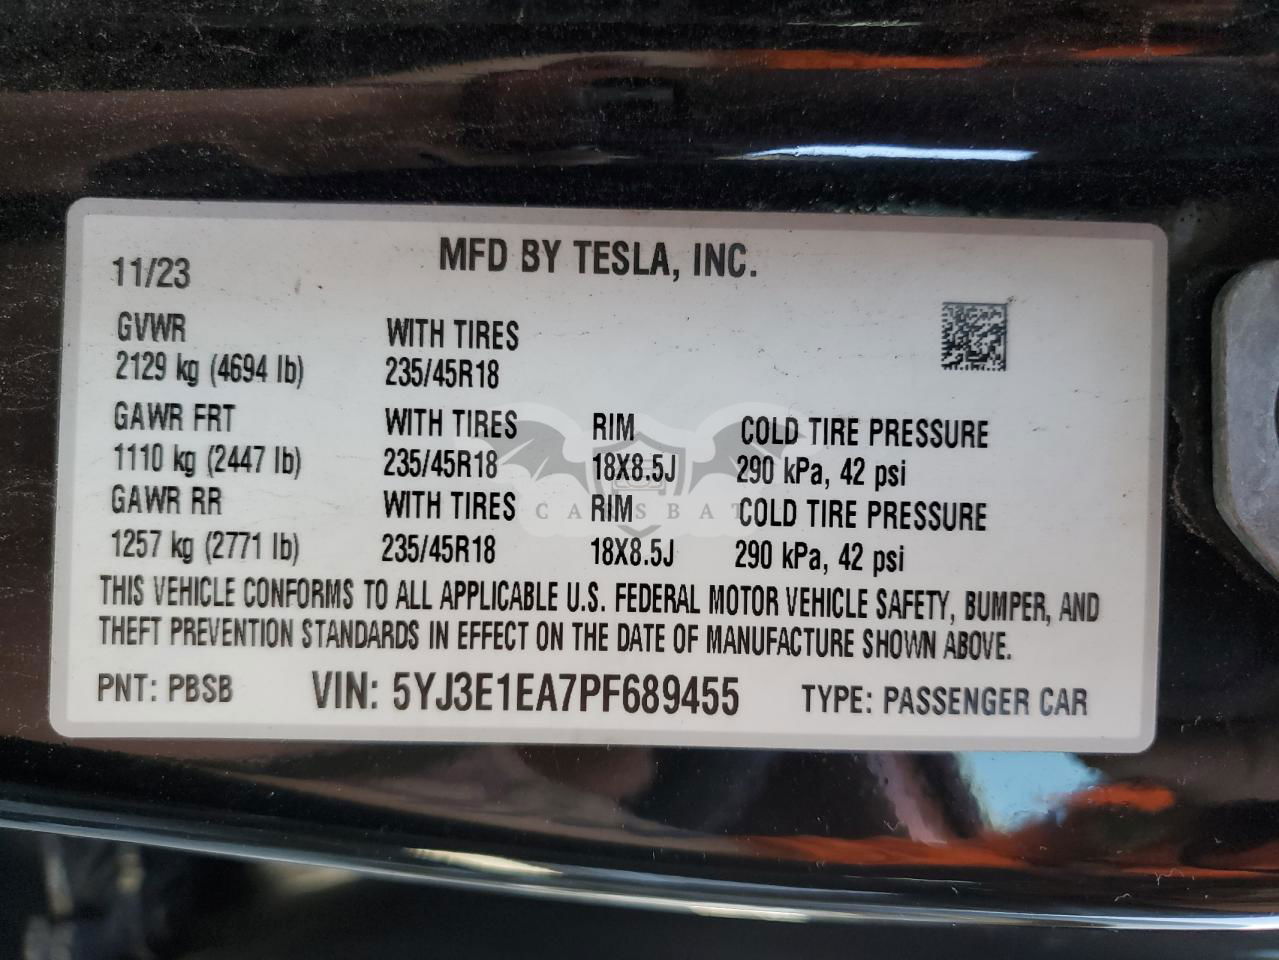 11/23 MFD BY TESLA, INC.
GVWR WITH TIRES
2129 kg (4694 lb) 235/45R18
GAWR FRT WITH TIRES RIM COLD TIRE PRESSURE
1110 kg (2447 lb) 235/45R18 18X8.5J 290 kPa, 42 psi
GAWR RR WITH TIRES RIM COLD TIRE PRESSURE
1257 kg (2771 lb) 235/45R18 18X8.5J 290 kPa, 42 psi
THIS VEHICLE CONFORMS TO ALL APPLICABLE U.S. FEDERAL MOTOR VEHICLE SAFETY, BUMPER, AND
THEFT PREVENTION STANDARDS IN EFFECT ON THE DATE OF MANUFACTURE SHOWN ABOVE.
PNT: PBSB VIN: 5YJ3E1EA7PF689455 TYPE: PASSENGER CAR
CARSBAT